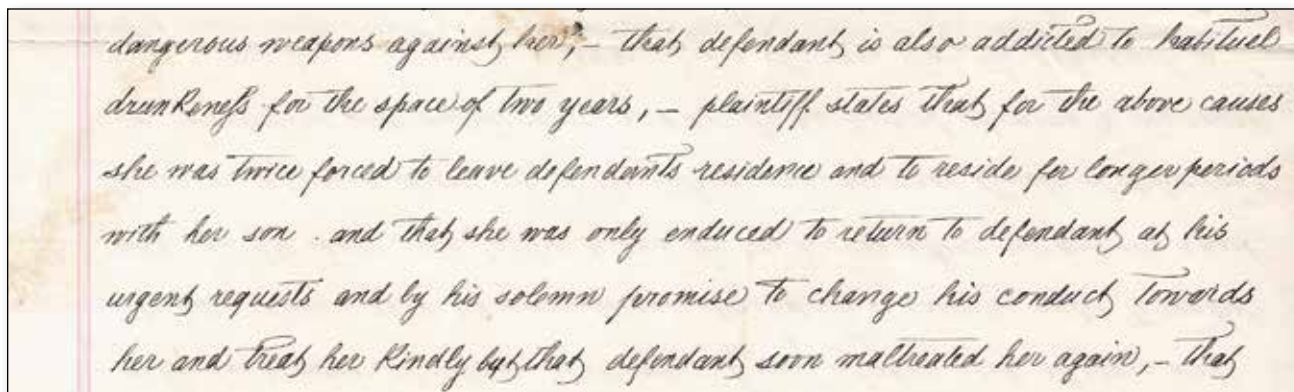 dangerous weapons against her, – that defendant is also addicted to habituel
drunkeness for the space of two years, – plaintiff states that for the above causes
she was twice forced to leave defendants residence and to reside for longer periods
with her son . and that she was only enduced to return to defendant at his
urgent requests and by his solemn promise to change his conduct towards
her and treat her kindly but that defendant soon maltreated her again, – that